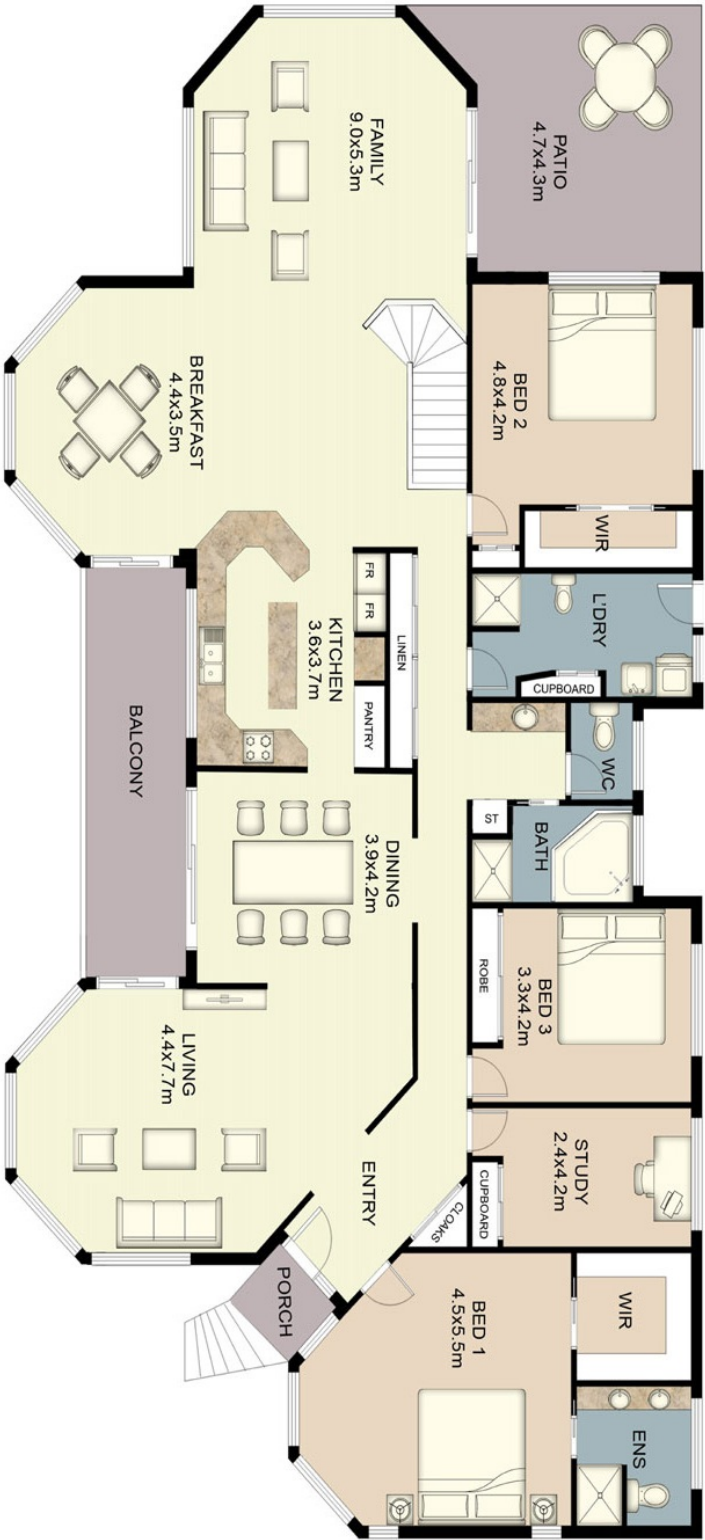 PATIO
4.7x4.3m
FAMILY
9.0x5.3m
BED 2
4.8x4.2m
BREAKFAST
4.4x3.5m
WIR
L'DRY
CUPBOARD
FR
FR
LINEN
KITCHEN
3.6x3.7m
PANTRY
BALCONY
WC
ST
BATH
DINING
3.9x4.2m
ROBE
BED 3
3.3x4.2m
LIVING
4.4x7.7m
STUDY
2.4x4.2m
CUPBOARD
ENTRY
CLOAKS
PORCH
BED 1
4.5x5.5m
WIR
ENS